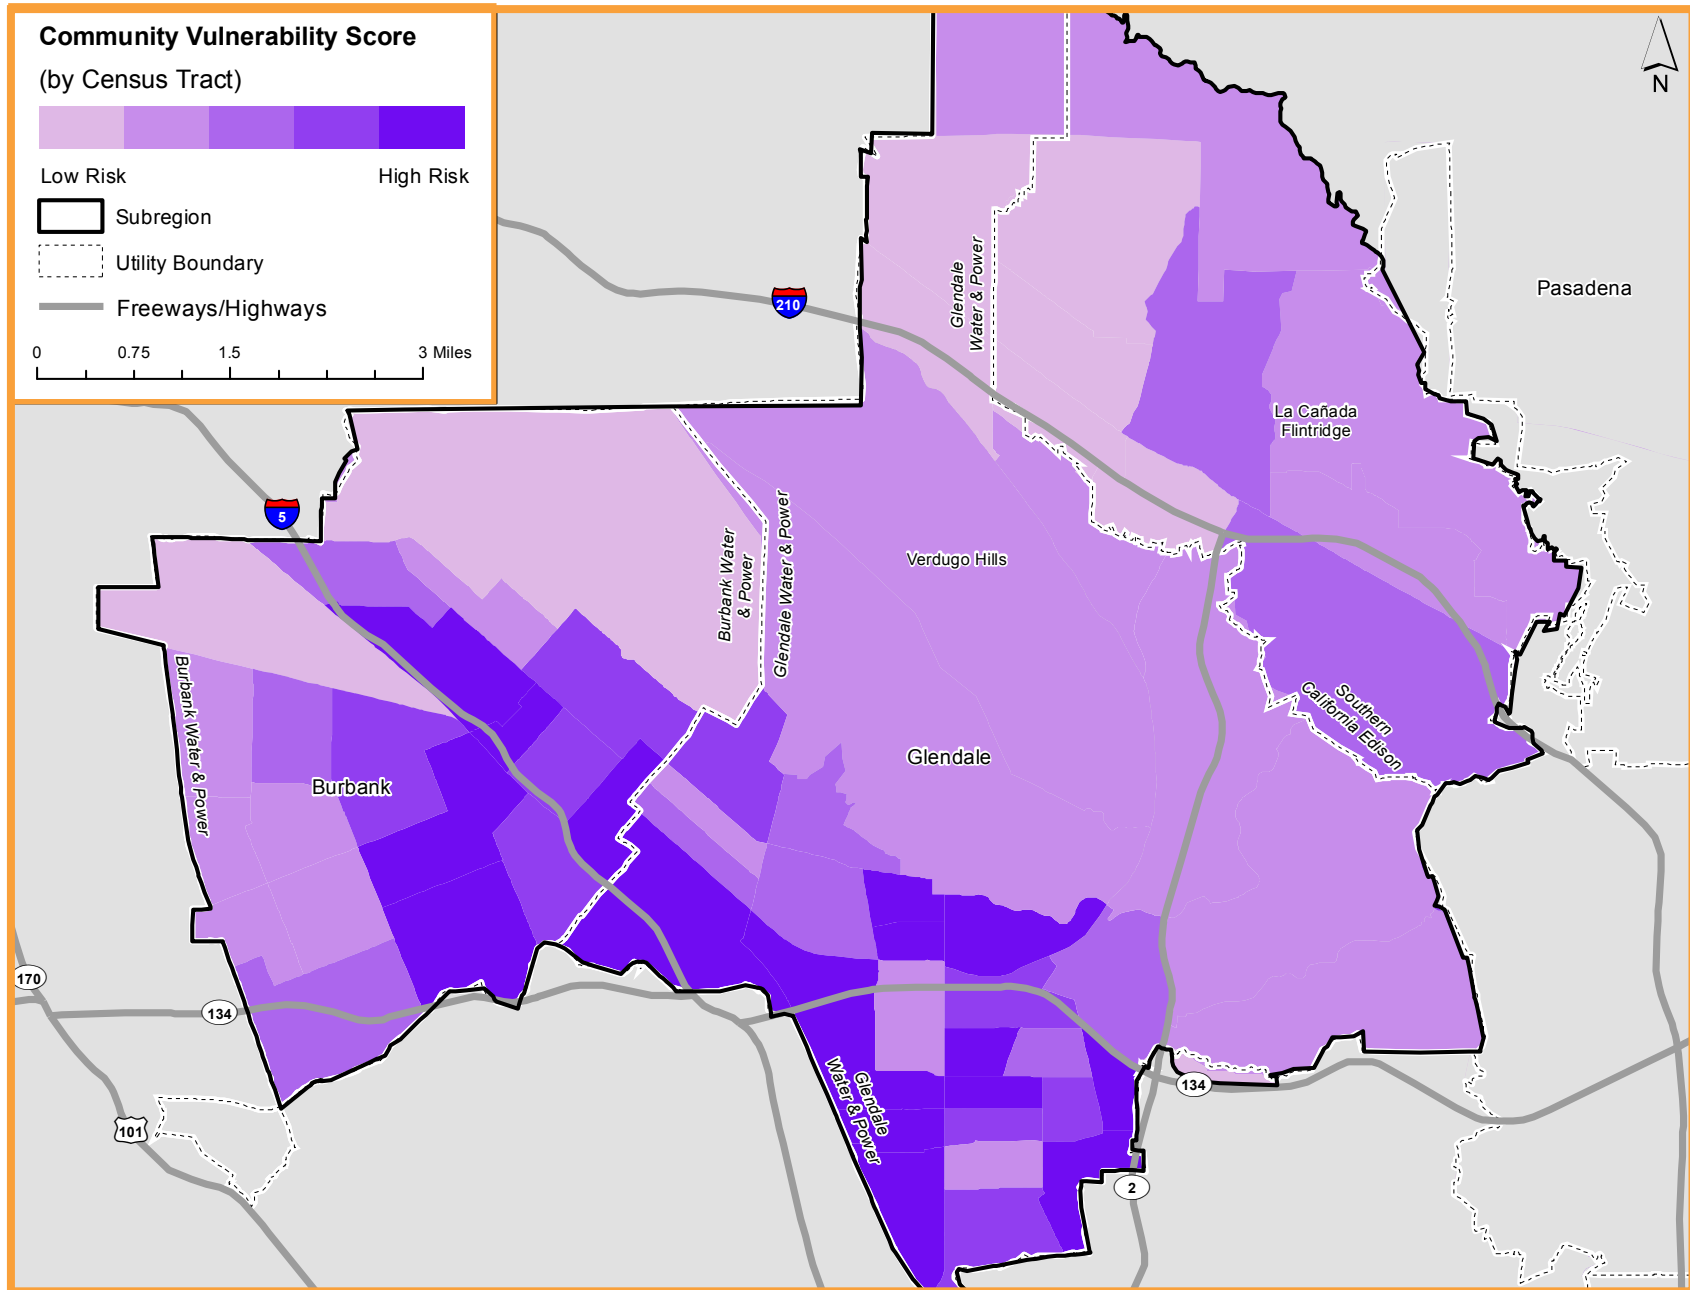 Community Vulnerability Score
(by Census Tract)
Low Risk
High Risk
Subregion
Utility Boundary
Freeways/Highways
0
0.75
1.5
3 Miles
N
Pasadena
210
Glendale
Water & Power
La Cañada
Flintridge
5
Burbank Water
& Power
Glendale Water & Power
Verdugo Hills
Burbank Water & Power
Southern
California Edison
Glendale
Burbank
170
134
Glendale
Water & Power
134
101
2